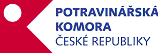 POTRAVINÁŘSKÁ
KOMORA
ČESKÉ REPUBLIKY